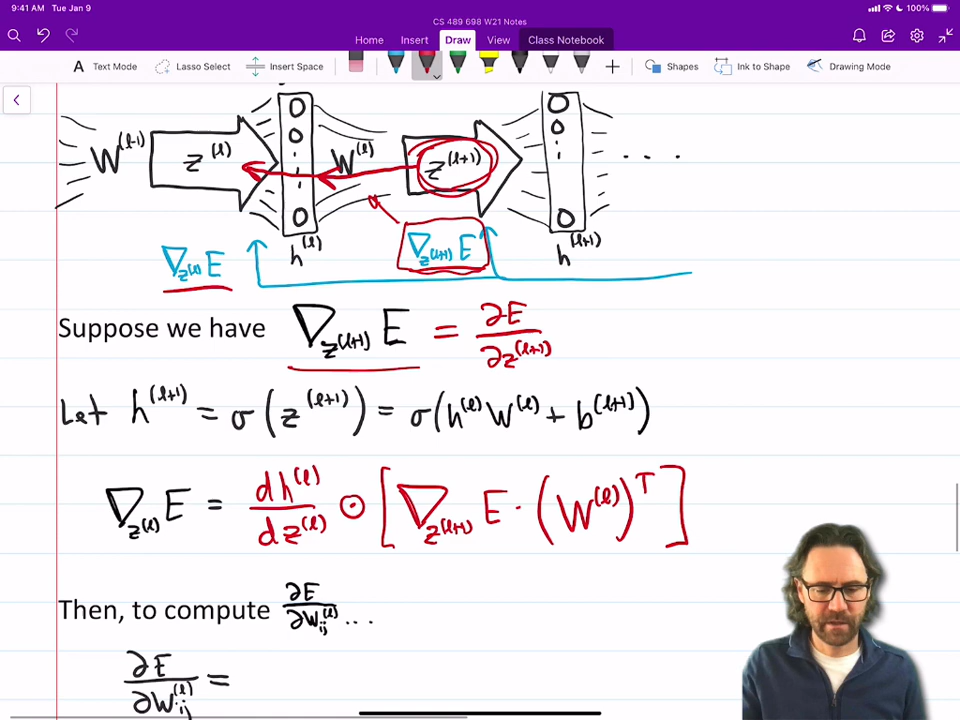 9:41 AM Tue Jan 9
100%
CS 489 698 W21 Notes
Home Insert Draw View Class Notebook
Text Mode Lasso Select Insert Space Shapes Ink to Shape Drawing Mode
W^(l-1) z^(l) W^(l) z^(l+1) ...
h^(l) h^(l+1)
∇_z^(l) E ∇_z^(l+1) E
Suppose we have ∇_z^(l+1) E = ∂E/∂z^(l+1)
Let h^(l+1) = σ(z^(l+1)) = σ(h^(l) W^(l) + b^(l+1))
∇_z^(l) E = dh^(l)/dz^(l) ⊙ [∇_z^(l+1) E · (W^(l))^T]
Then, to compute ∂E/∂W_ij^(l) ...
∂E/∂W_ij^(l) =